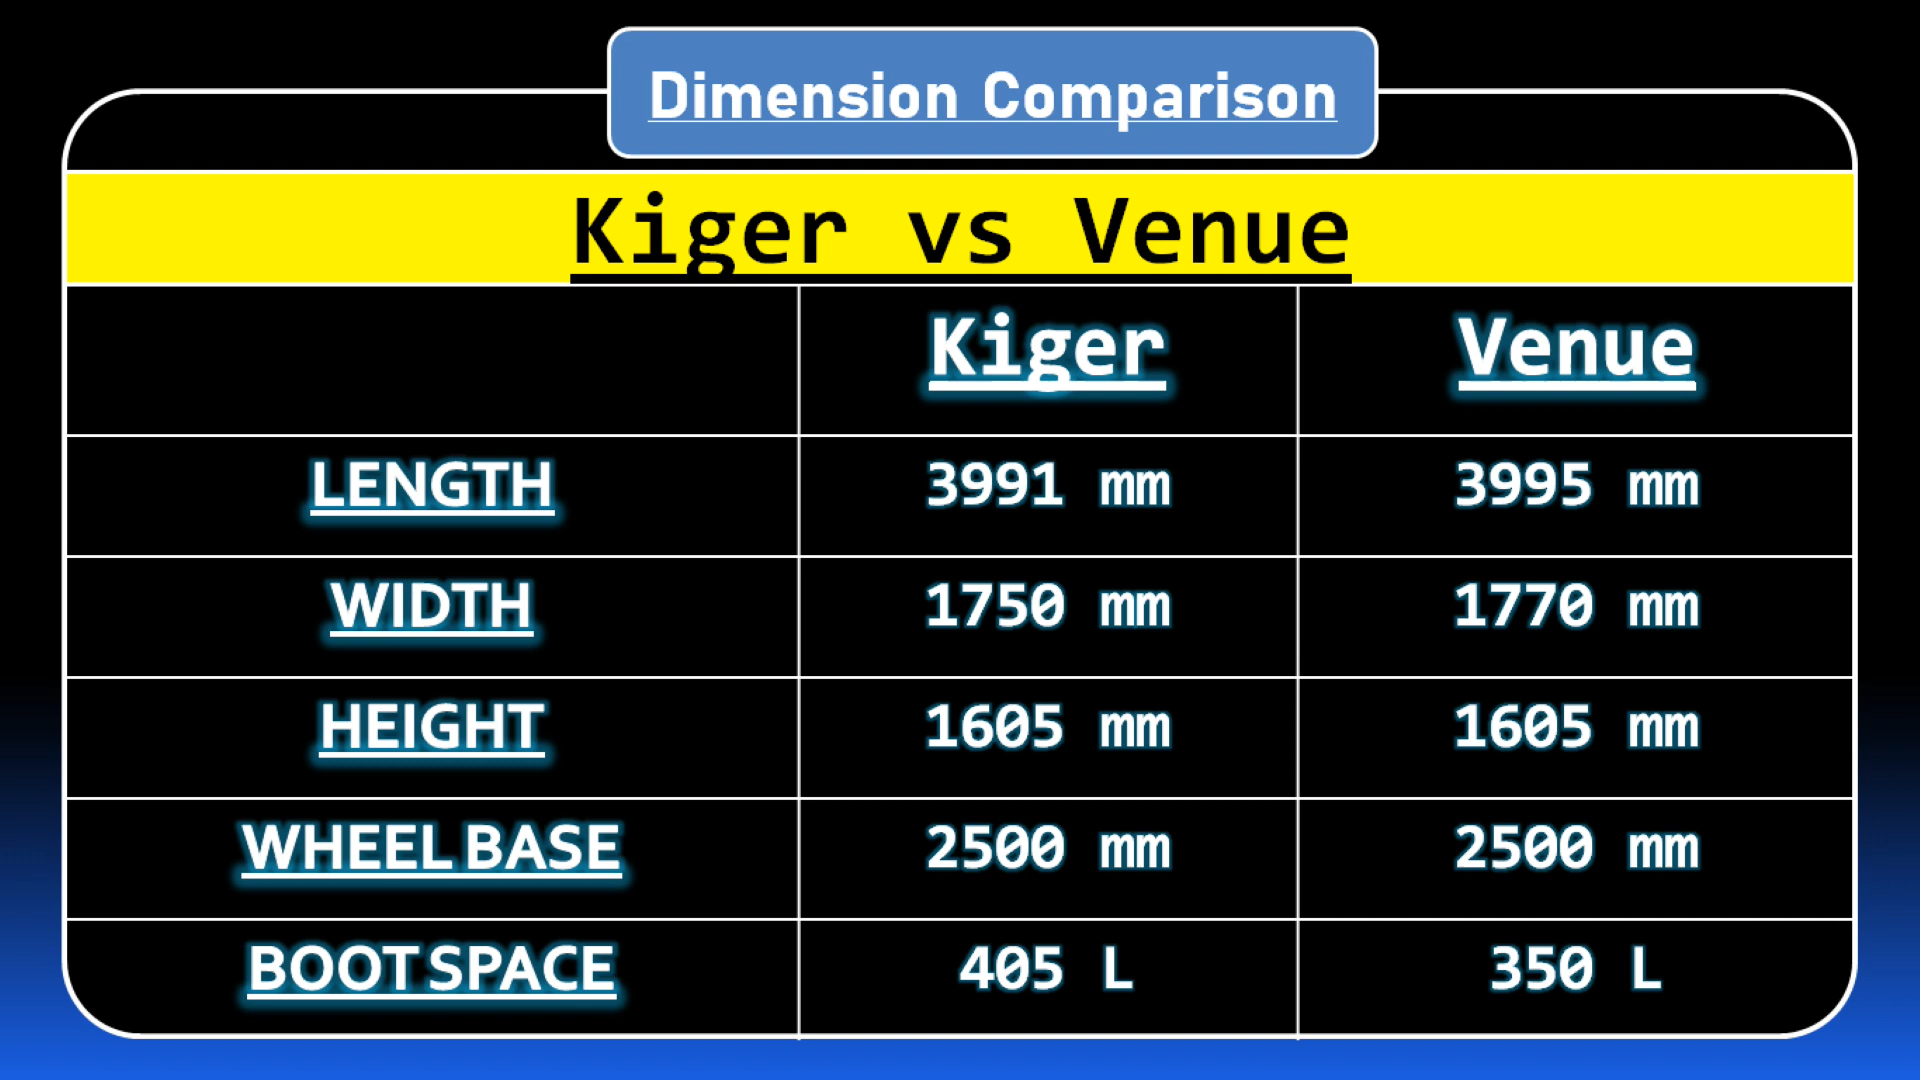 Dimension Comparison
Kiger vs Venue
Kiger Venue
LENGTH 3991 mm 3995 mm
WIDTH 1750 mm 1770 mm
HEIGHT 1605 mm 1605 mm
WHEEL BASE 2500 mm 2500 mm
BOOT SPACE 405 L 350 L